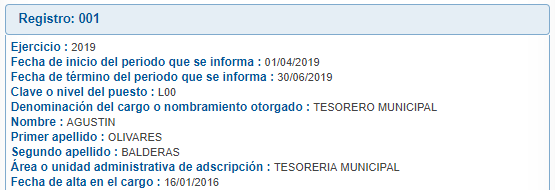 Registro: 001
Ejercicio : 2019
Fecha de inicio del periodo que se informa : 01/04/2019
Fecha de término del periodo que se informa : 30/06/2019
Clave o nivel del puesto : L00
Denominación del cargo o nombramiento otorgado : TESORERO MUNICIPAL
Nombre : AGUSTIN
Primer apellido : OLIVARES
Segundo apellido : BALDERAS
Área o unidad administrativa de adscripción : TESORERIA MUNICIPAL
Fecha de alta en el cargo : 16/01/2016